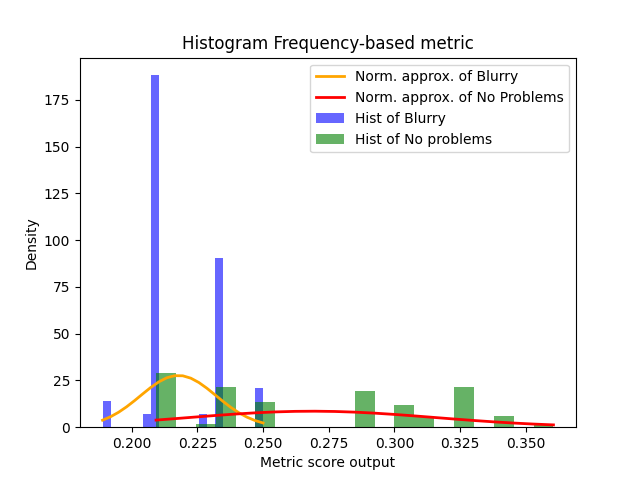 Histogram Frequency-based metric
Norm. approx. of Blurry
Norm. approx. of No Problems
Hist of Blurry
Hist of No problems
Density
175
150
125
100
75
50
25
0
0.200 0.225 0.250 0.275 0.300 0.325 0.350
Metric score output